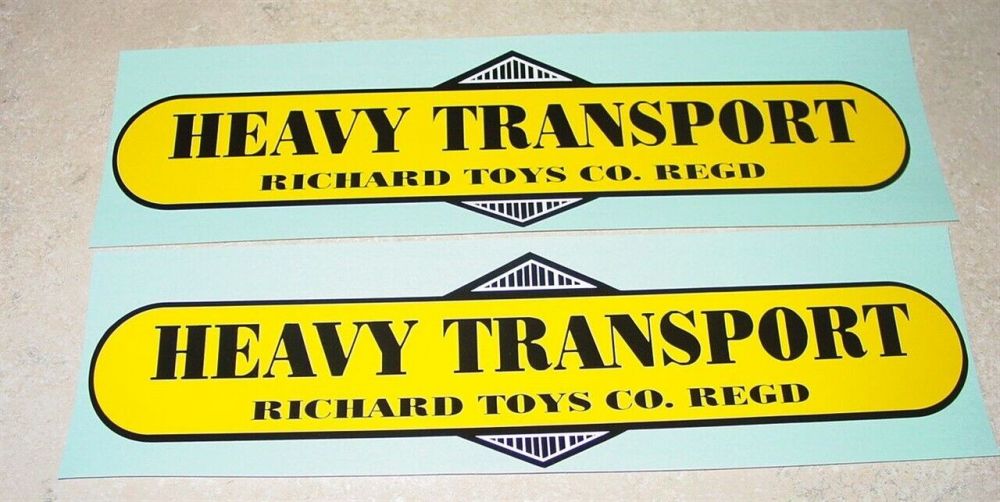 HEAVY TRANSPORT
RICHARD TOYS CO. REGD
HEAVY TRANSPORT
RICHARD TOYS CO. REGD